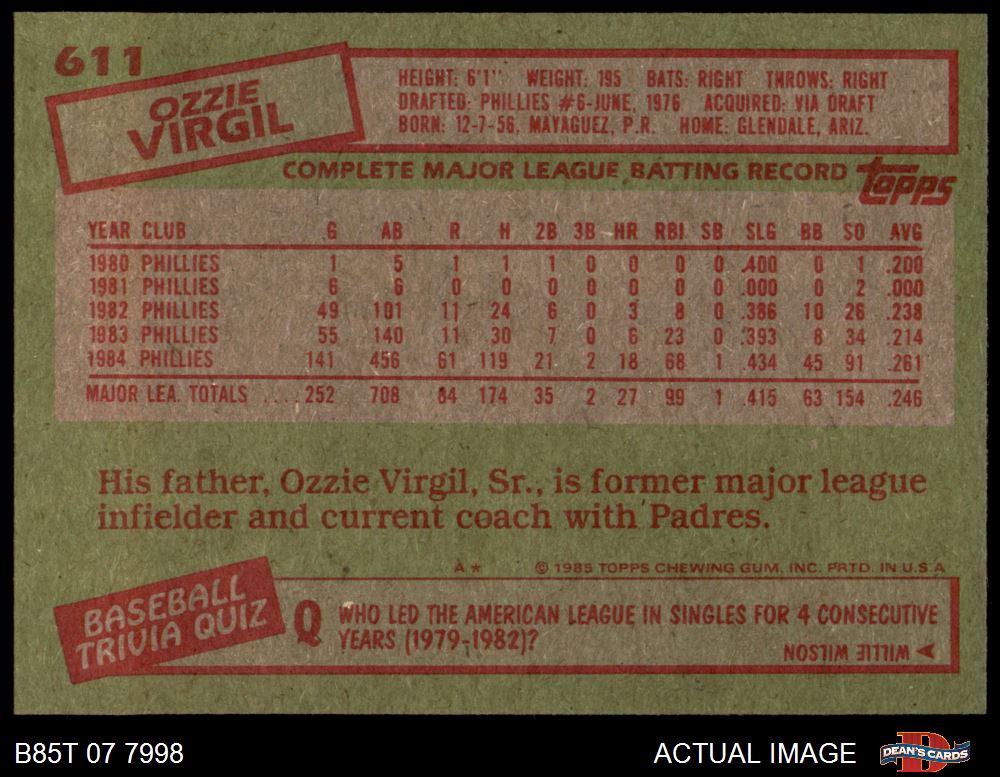 611
OZZIE
VIRGIL
HEIGHT: 6'1" WEIGHT: 195 BATS: RIGHT THROWS: RIGHT
DRAFTED: PHILLIES #6-JUNE, 1976 ACQUIRED: VIA DRAFT
BORN: 12-7-56, MAYAGUEZ, P.R. HOME: GLENDALE, ARIZ.
COMPLETE MAJOR LEAGUE BATTING RECORD topps
YEAR CLUB G AB R H 2B 3B HR RBI SB SLG BB SO AVG
1980 PHILLIES 1 5 1 1 1 0 0 0 0 .400 0 1 .200
1981 PHILLIES 6 6 0 0 0 0 0 0 0 .000 0 2 .000
1982 PHILLIES 49 101 11 24 6 0 3 8 0 .386 10 26 .238
1983 PHILLIES 55 140 11 30 7 0 6 23 0 .393 8 34 .214
1984 PHILLIES 141 456 61 119 21 2 18 68 1 .434 45 91 .261
MAJOR LEA. TOTALS ....252 708 84 174 35 2 27 99 1 .415 63 154 .246
His father, Ozzie Virgil, Sr., is former major league
infielder and current coach with Padres.
A* © 1985 TOPPS CHEWING GUM, INC. PRTD. IN U.S.A
BASEBALL
TRIVIA QUIZ
Q WHO LED THE AMERICAN LEAGUE IN SINGLES FOR 4 CONSECUTIVE
YEARS (1979-1982)?
WILLIE WILSON
B85T 07 7998 ACTUAL IMAGE DEAN'S CARDS